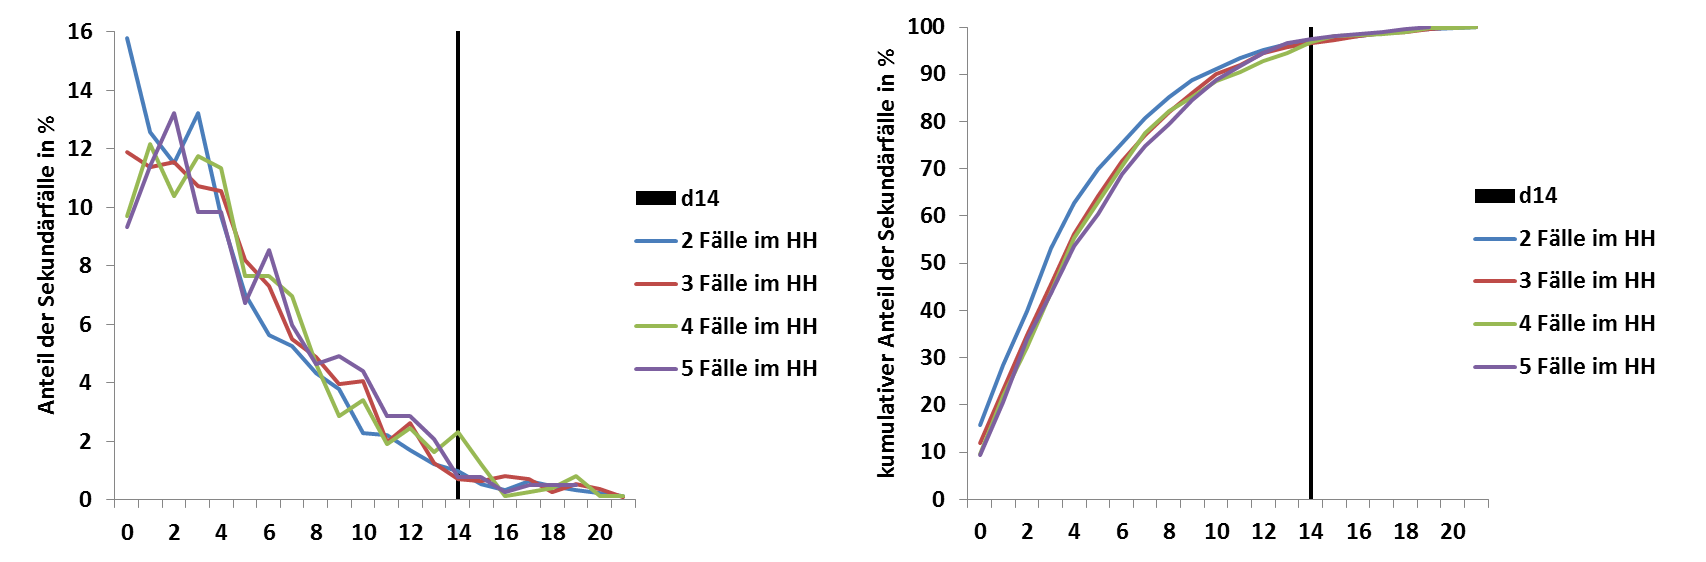 Anteil der Sekundärfälle in %
16
14
12
10
8
6
4
2
0
0 2 4 6 8 10 12 14 16 18 20
d14
2 Fälle im HH
3 Fälle im HH
4 Fälle im HH
5 Fälle im HH
kumulativer Anteil der Sekundärfälle in %
100
90
80
70
60
50
40
30
20
10
0
0 2 4 6 8 10 12 14 16 18 20
d14
2 Fälle im HH
3 Fälle im HH
4 Fälle im HH
5 Fälle im HH